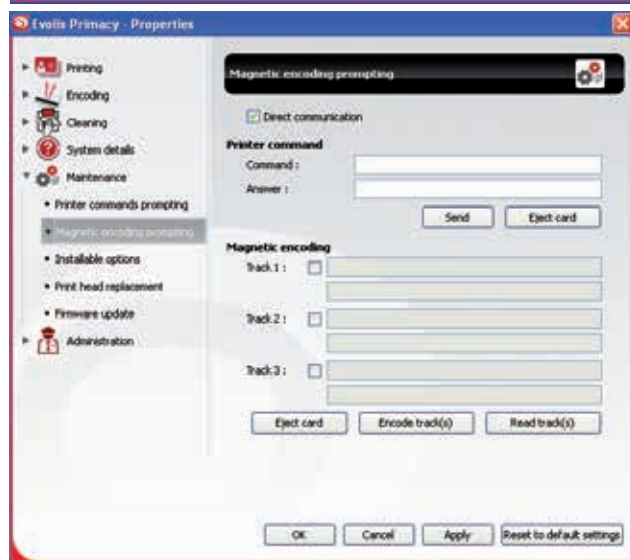 Evolis Primacy - Properties
Printing
Encoding
Cleaning
System details
Maintenance
Printer commands prompting
Magnetic encoding prompting
Installable options
Print head replacement
Firmware update
Administration
Magnetic encoding prompting
Direct communication
Printer command
Command :
Answer :
Send Eject card
Magnetic encoding
Track 1 :
Track 2 :
Track 3 :
Eject card Encode track(s) Read track(s)
OK Cancel Apply Reset to default settings